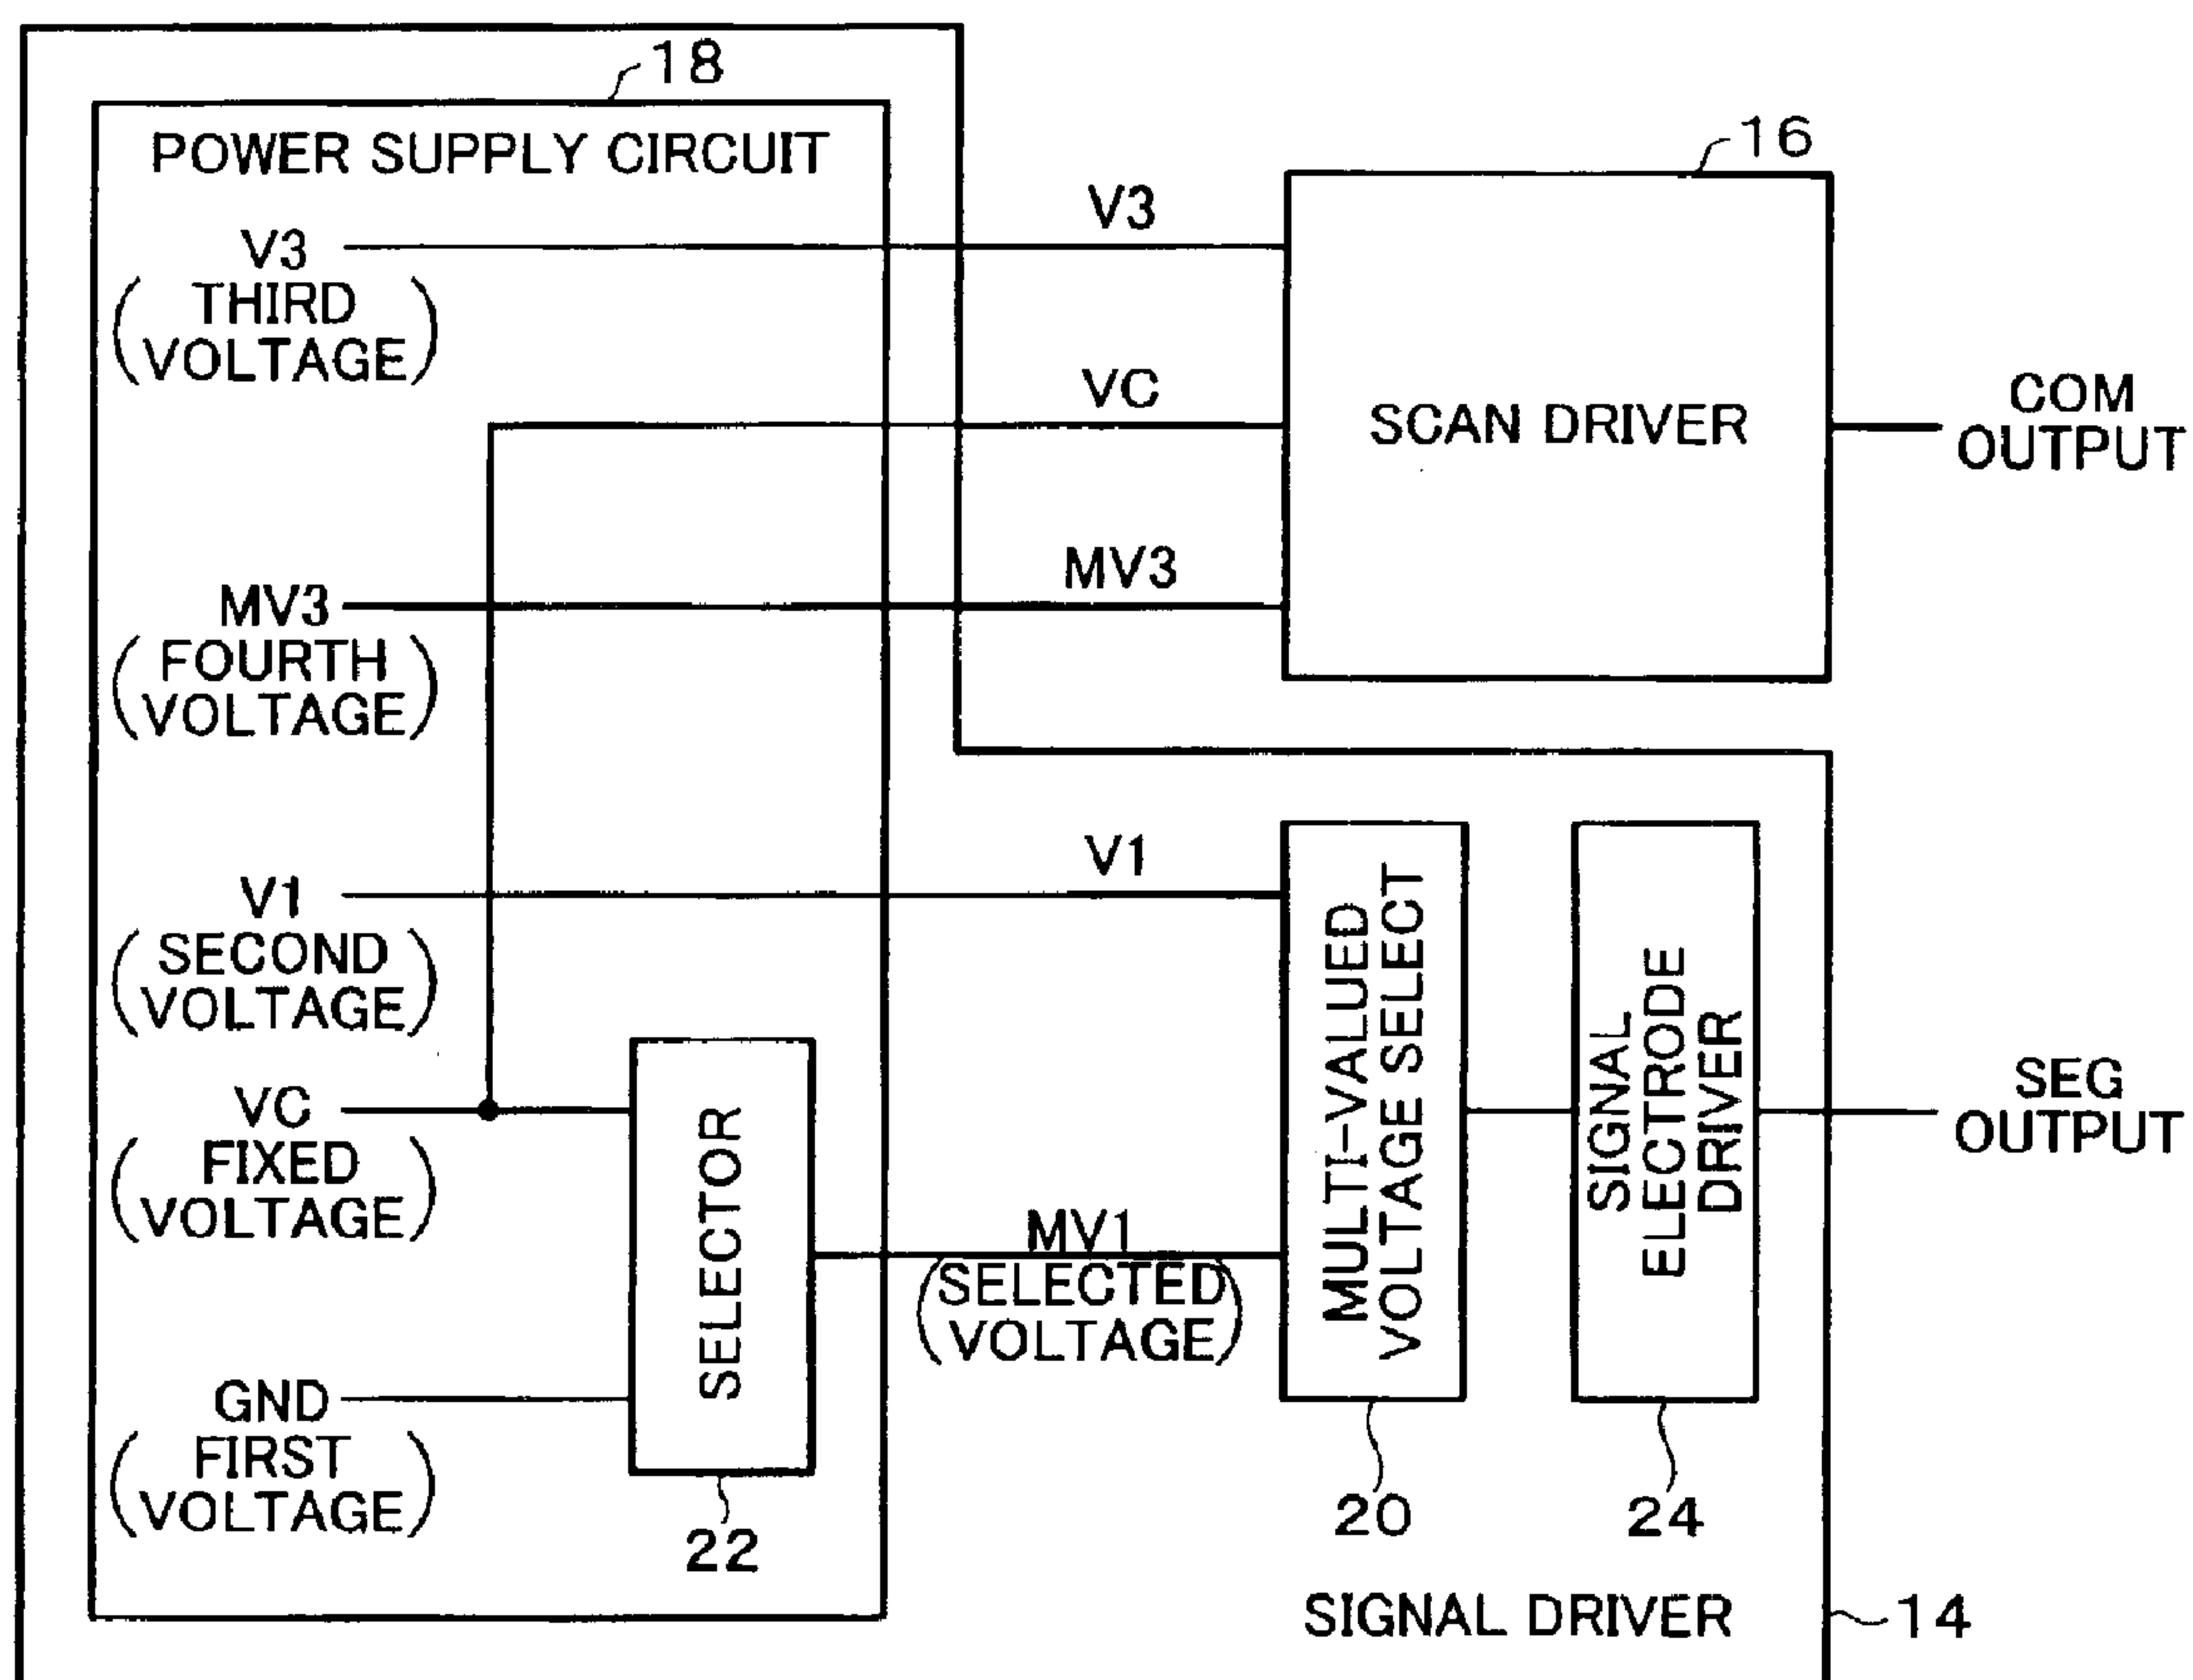 18
POWER SUPPLY CIRCUIT
16
V3
V3
(THIRD
VOLTAGE)
VC
SCAN DRIVER
COM
OUTPUT
MV3
MV3
(FOURTH
VOLTAGE)
V1
V1
(SECOND
VOLTAGE)
VC
(FIXED
VOLTAGE)
SELECTOR
MV1
(SELECTED
VOLTAGE)
MULTI-VALUED
VOLTAGE SELECT
SIGNAL
ELECTRODE
DRIVER
SEG
OUTPUT
GND
(FIRST
VOLTAGE)
22
20
24
SIGNAL DRIVER
14